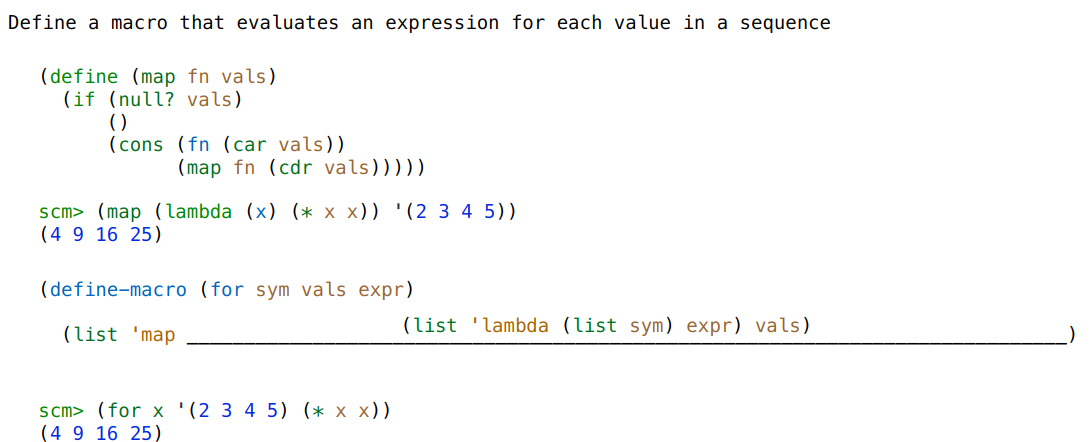 Define a macro that evaluates an expression for each value in a sequence
(define (map fn vals)
  (if (null? vals)
      ()
      (cons (fn (car vals))
            (map fn (cdr vals)))))
scm> (map (lambda (x) (* x x)) '(2 3 4 5))
(4 9 16 25)
(define-macro (for sym vals expr)
  (list 'map (list 'lambda (list sym) expr) vals))
scm> (for x '(2 3 4 5) (* x x))
(4 9 16 25)